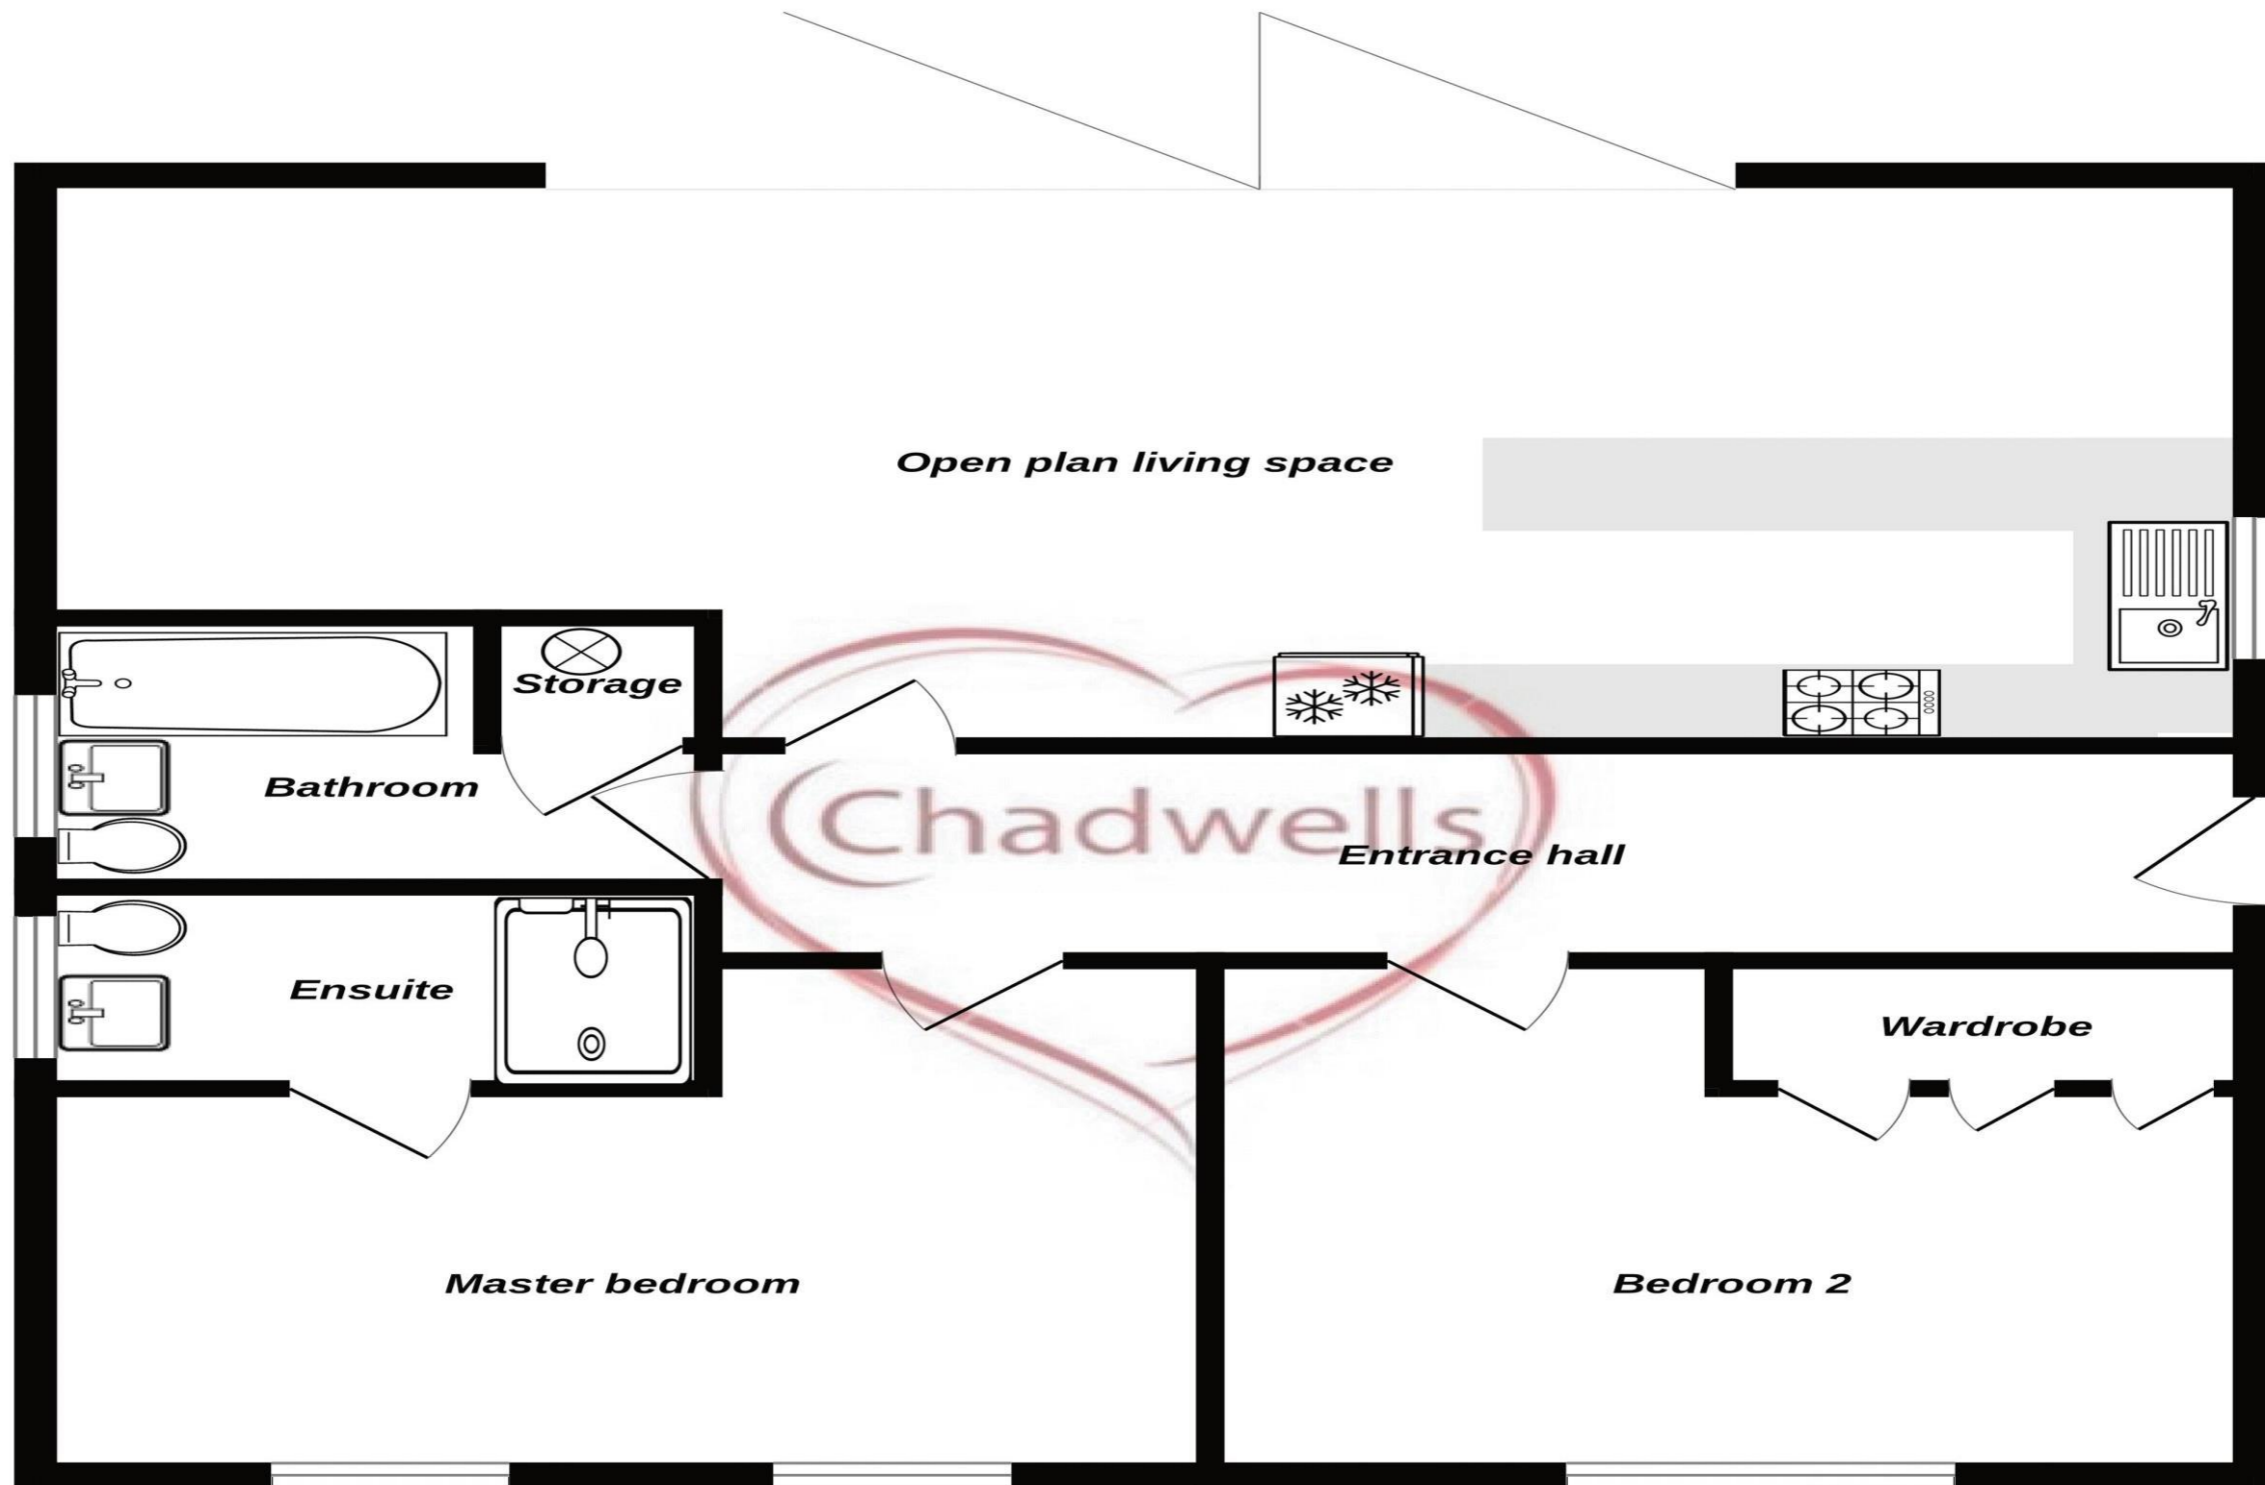 Open plan living space
Storage
Bathroom
Chadwells
Entrance hall
Ensuite
Wardrobe
Master bedroom
Bedroom 2